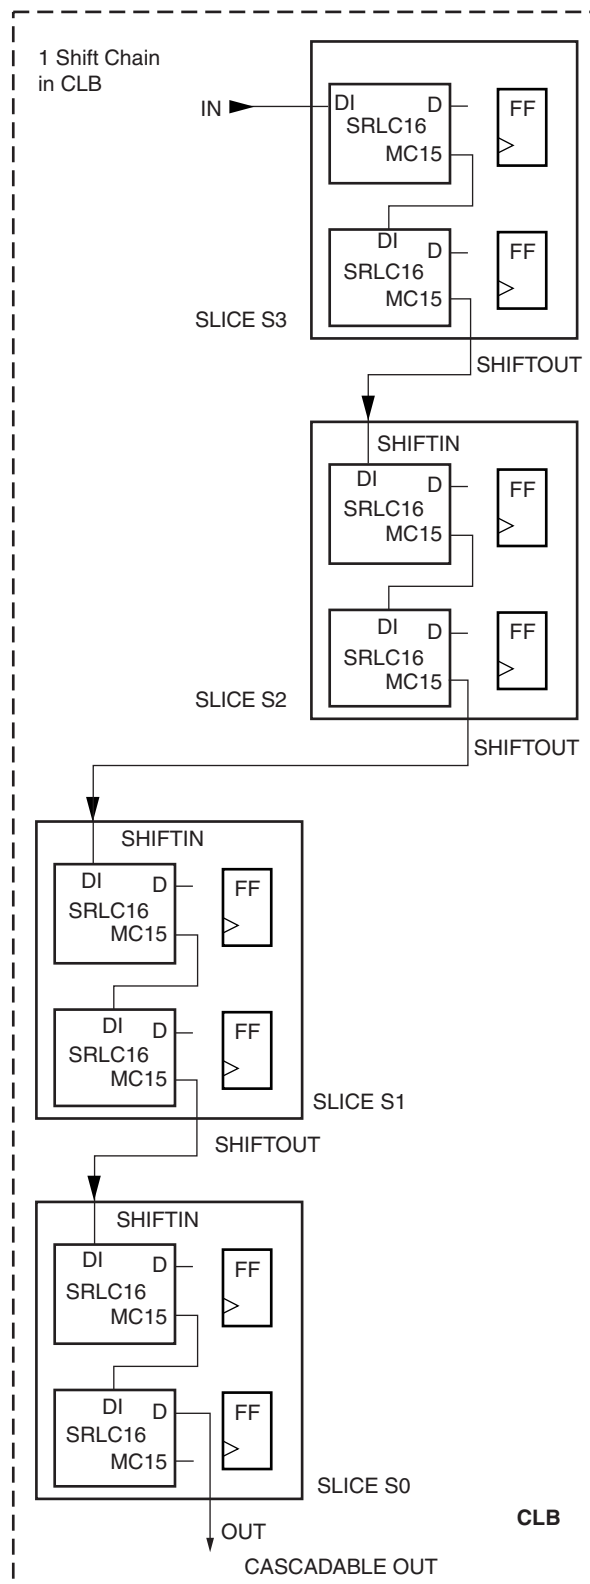 1 Shift Chain
in CLB
IN
DI
D
SRLC16
MC15
FF
DI
D
SRLC16
MC15
FF
SLICE S3
SHIFTOUT
SHIFTIN
DI
D
SRLC16
MC15
FF
DI
D
SRLC16
MC15
FF
SLICE S2
SHIFTOUT
SHIFTIN
DI
D
SRLC16
MC15
FF
DI
D
SRLC16
MC15
FF
SLICE S1
SHIFTOUT
SHIFTIN
DI
D
SRLC16
MC15
FF
DI
D
SRLC16
MC15
FF
SLICE S0
OUT
CLB
CASCADABLE OUT